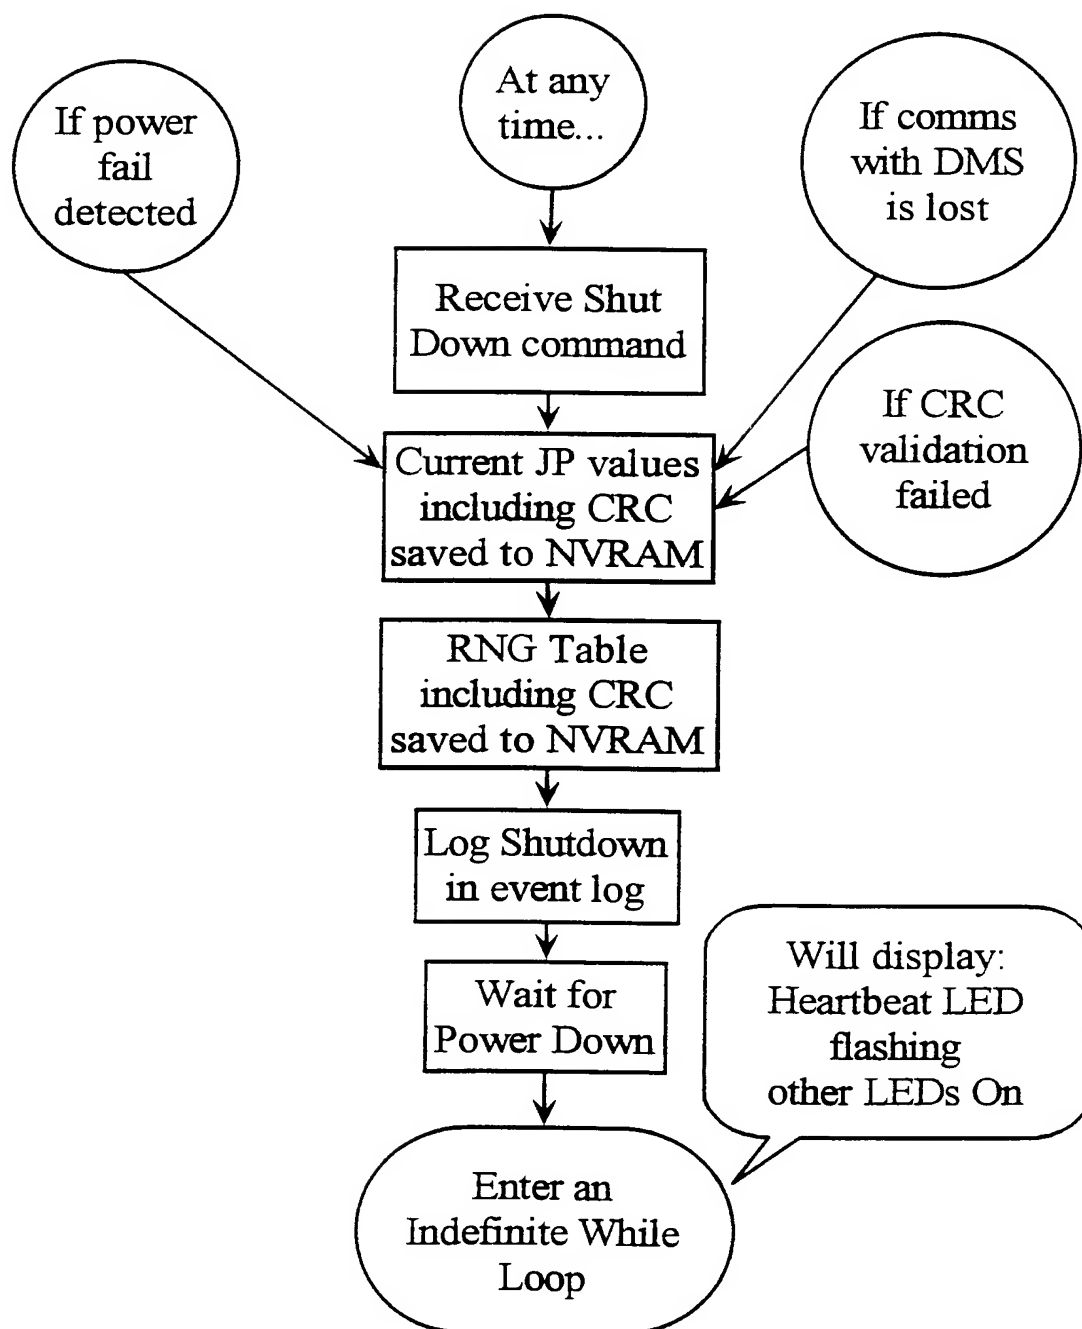 If power
fail
detected
At any
time...
If comms
with DMS
is lost
Receive Shut
Down command
If CRC
validation
failed
Current JP values
including CRC
saved to NVRAM
RNG Table
including CRC
saved to NVRAM
Log Shutdown
in event log
Wait for
Power Down
Will display:
Heartbeat LED
flashing
other LEDs On
Enter an
Indefinite While
Loop